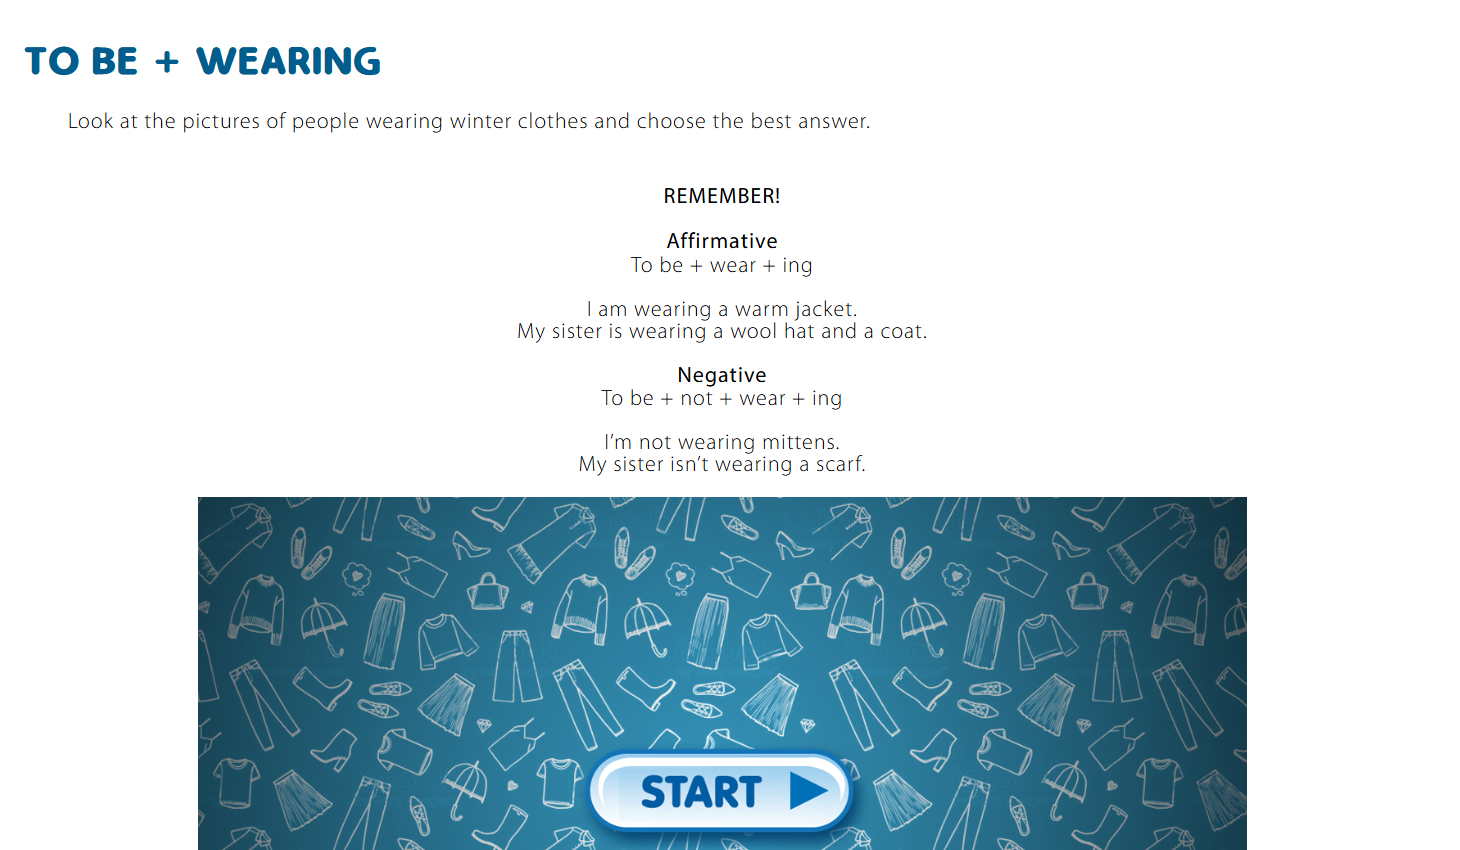 TO BE + WEARING
Look at the pictures of people wearing winter clothes and choose the best answer.
REMEMBER!
Affirmative
To be + wear + ing
I am wearing a warm jacket.
My sister is wearing a wool hat and a coat.
Negative
To be + not + wear + ing
I’m not wearing mittens.
My sister isn’t wearing a scarf.
START